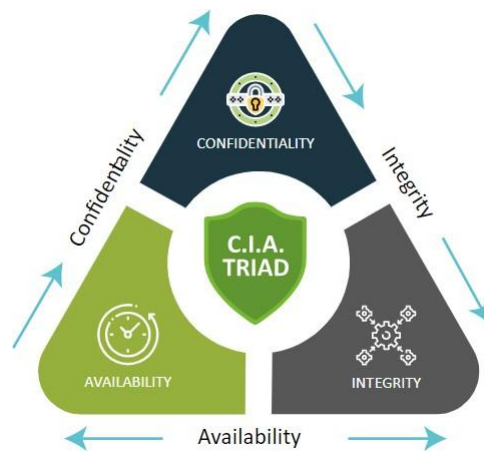 CONFIDENTIALITY
Confidentality
Integrity
C.I.A.
TRIAD
AVAILABILITY
INTEGRITY
Availability